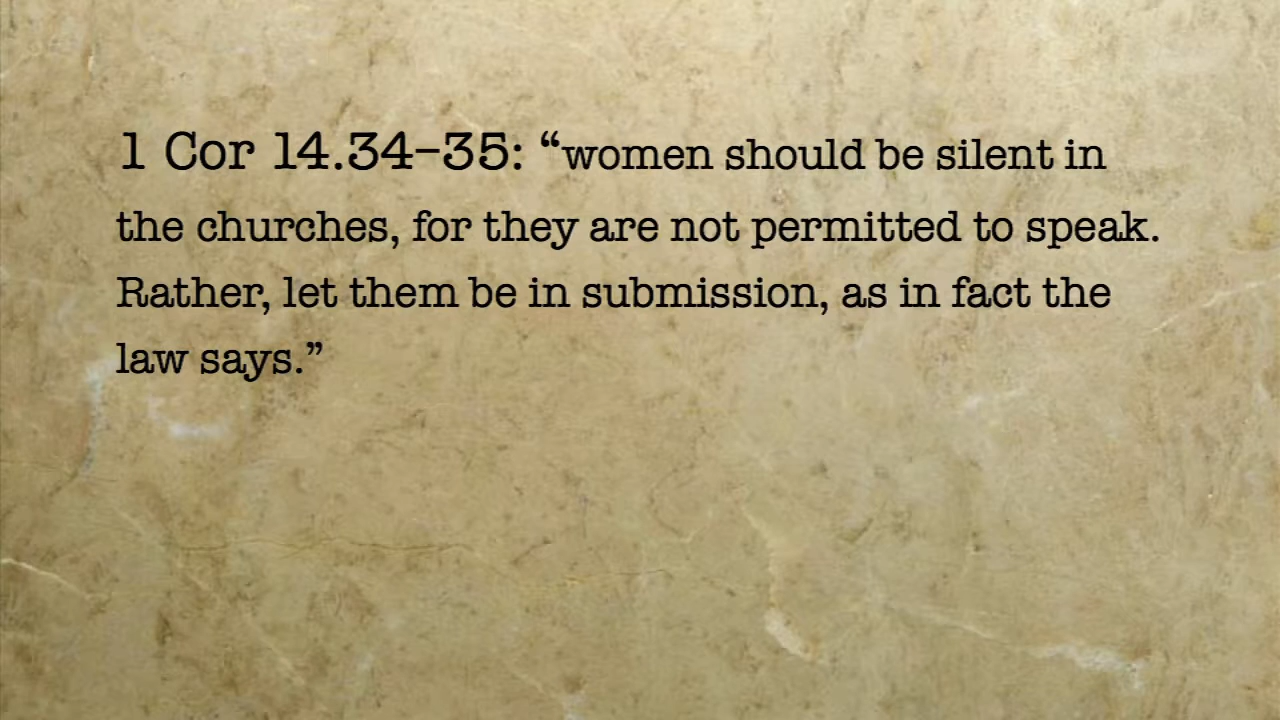 1 Cor 14.34–35: “women should be silent in
the churches, for they are not permitted to speak.
Rather, let them be in submission, as in fact the
law says.”